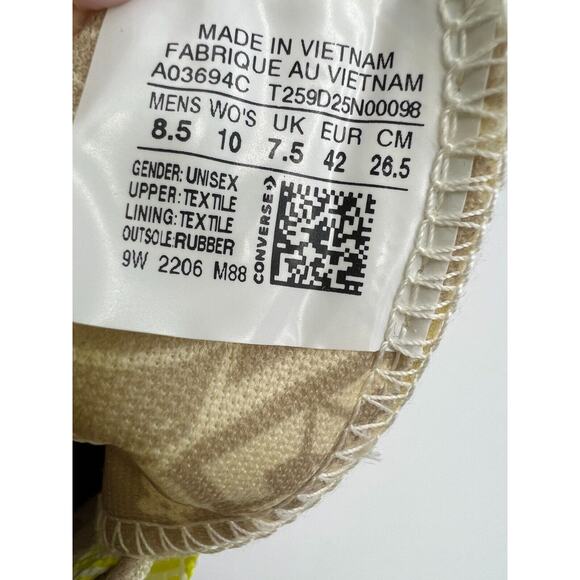 MADE IN VIETNAM
FABRIQUE AU VIETNAM
A03694C T259D25N00098
MENS WO'S UK EUR CM
8.5 10 7.5 42 26.5
GENDER: UNISEX
UPPER: TEXTILE
LINING: TEXTILE
OUTSOLE:RUBBER
9W 2206 M88
CONVERSE